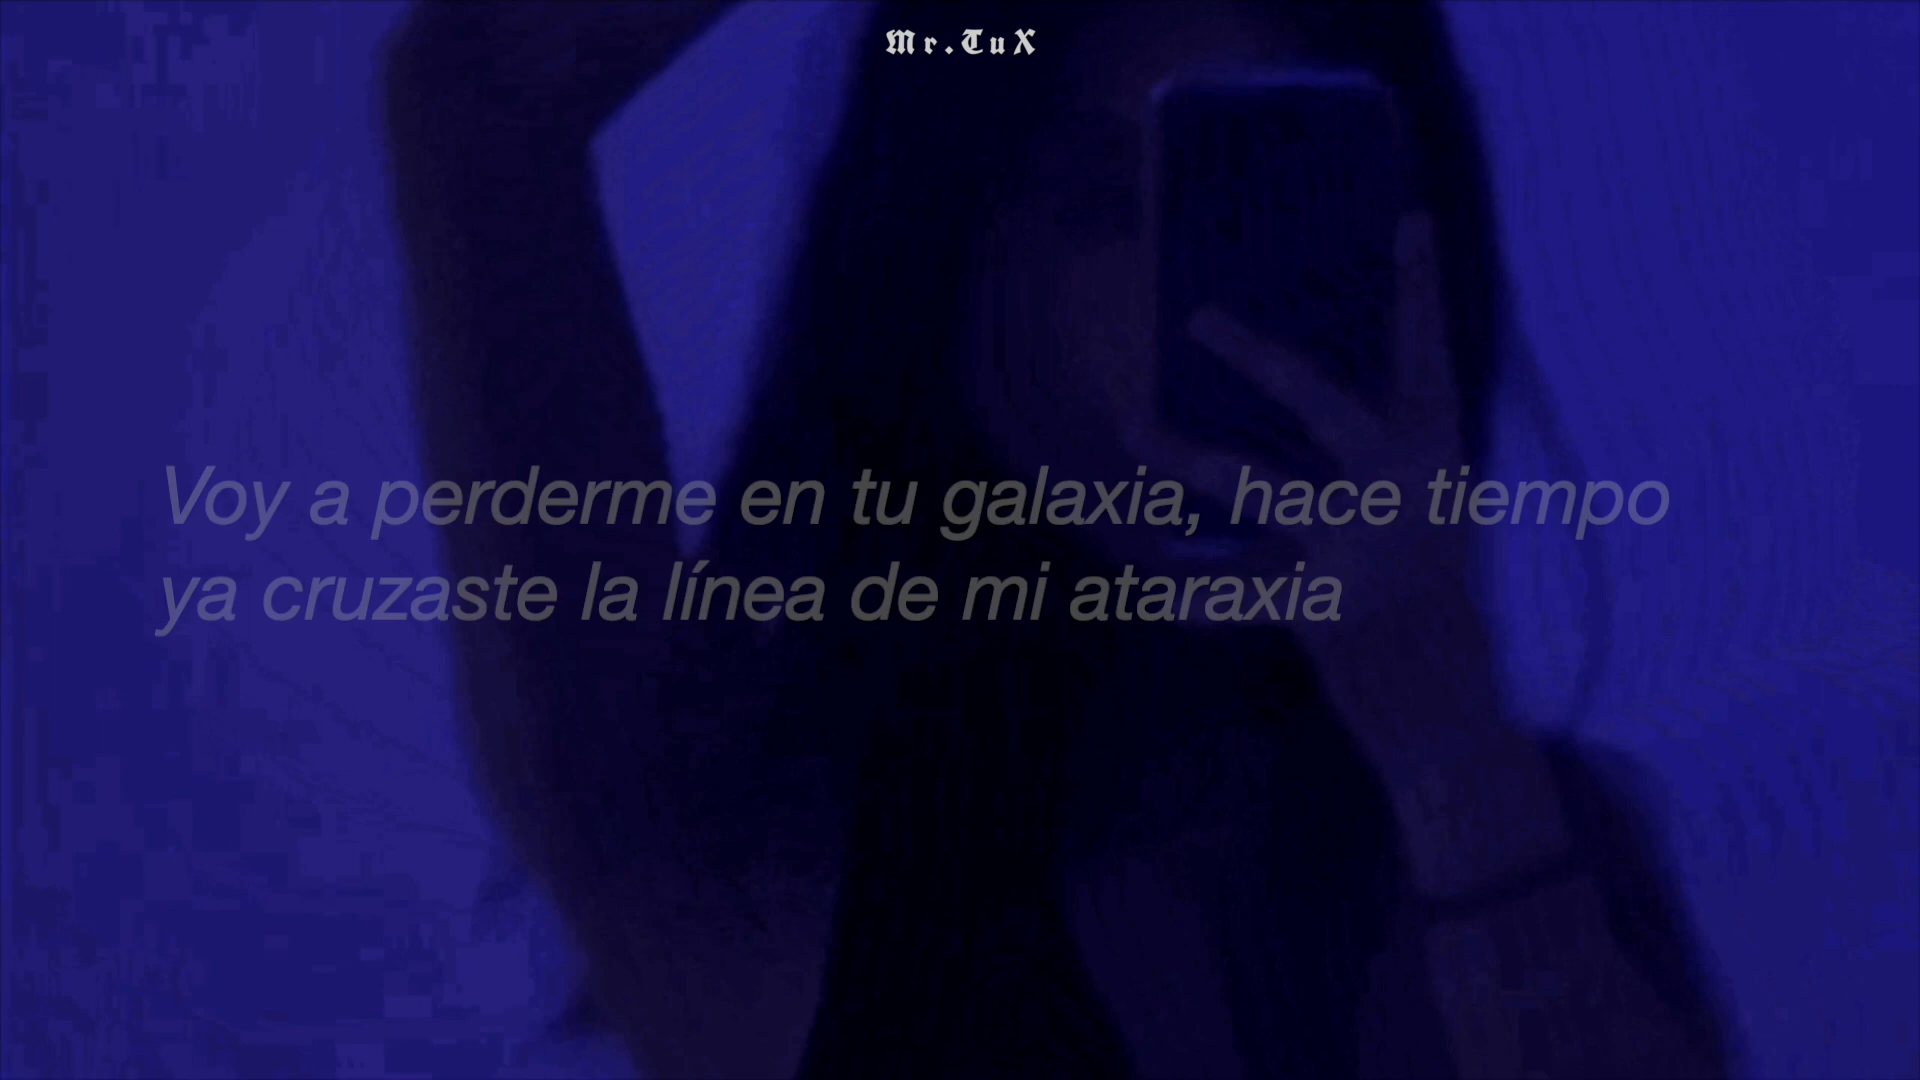 Mr.TuX
Voy a perderme en tu galaxia, hace tiempo
ya cruzaste la línea de mi ataraxia